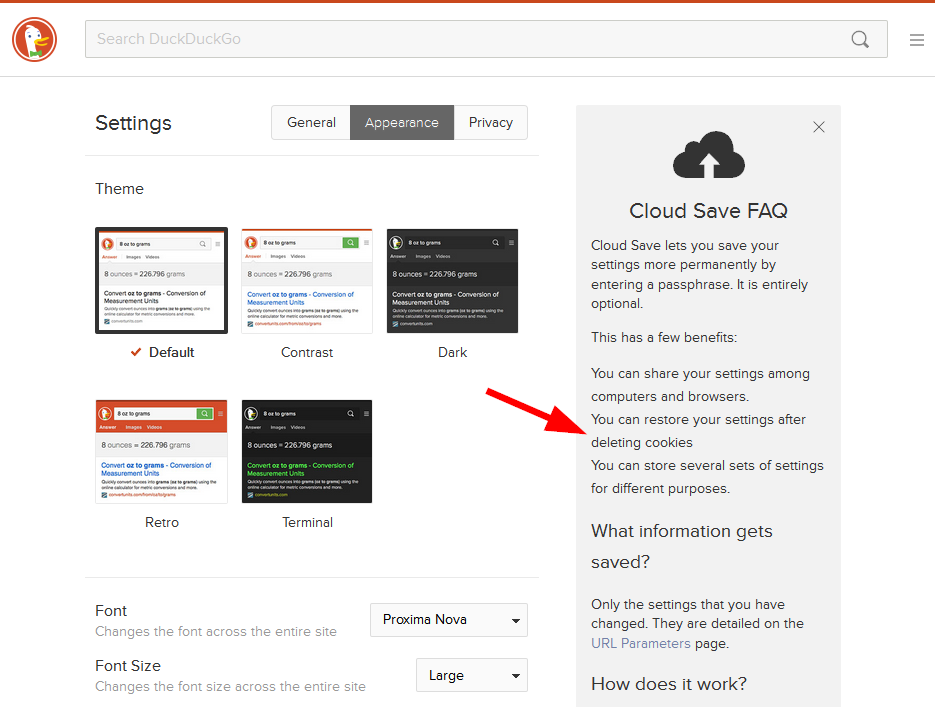 Search DuckDuckGo
Settings
General
Appearance
Privacy
Theme
8 oz to grams
Answer Images Videos
8 ounces = 226.796 grams
Convert oz to grams - Conversion of
Measurement Units
Quickly convert ounces into grams (oz to grams) using the
online calculator for metric conversions and more.
convertunits.com
Default
8 oz to grams
Answer Images Videos
8 ounces = 226.796 grams
Convert oz to grams - Conversion of
Measurement Units
Quickly convert ounces into grams (oz to grams) using the
online calculator for metric conversions and more.
convertunits.com/from/oz/to/grams
Contrast
8 oz to grams
Answer Images Videos
8 ounces = 226.796 grams
Convert oz to grams - Conversion of
Measurement Units
Quickly convert ounces into grams (oz to grams) using the
online calculator for metric conversions and more.
convertunits.com
Dark
8 oz to grams
Answer Images Videos
8 ounces = 226.796 grams
Convert oz to grams - Conversion of
Measurement Units
Quickly convert ounces into grams (oz to grams) using the
online calculator for metric conversions and more.
convertunits.com/from/oz/to/grams
Retro
8 oz to grams
Answer Images Videos
8 ounces = 226.796 grams
Convert oz to grams - Conversion of
Measurement Units
Quickly convert ounces into grams (oz to grams) using the
online calculator for metric conversions and more.
convertunits.com
Terminal
Font
Changes the font across the entire site
Proxima Nova
Font Size
Changes the font size across the entire site
Large
Cloud Save FAQ
Cloud Save lets you save your
settings more permanently by
entering a passphrase. It is entirely
optional.
This has a few benefits:
You can share your settings among
computers and browsers.
You can restore your settings after
deleting cookies
You can store several sets of settings
for different purposes.
What information gets
saved?
Only the settings that you have
changed. They are detailed on the
URL Parameters page.
How does it work?